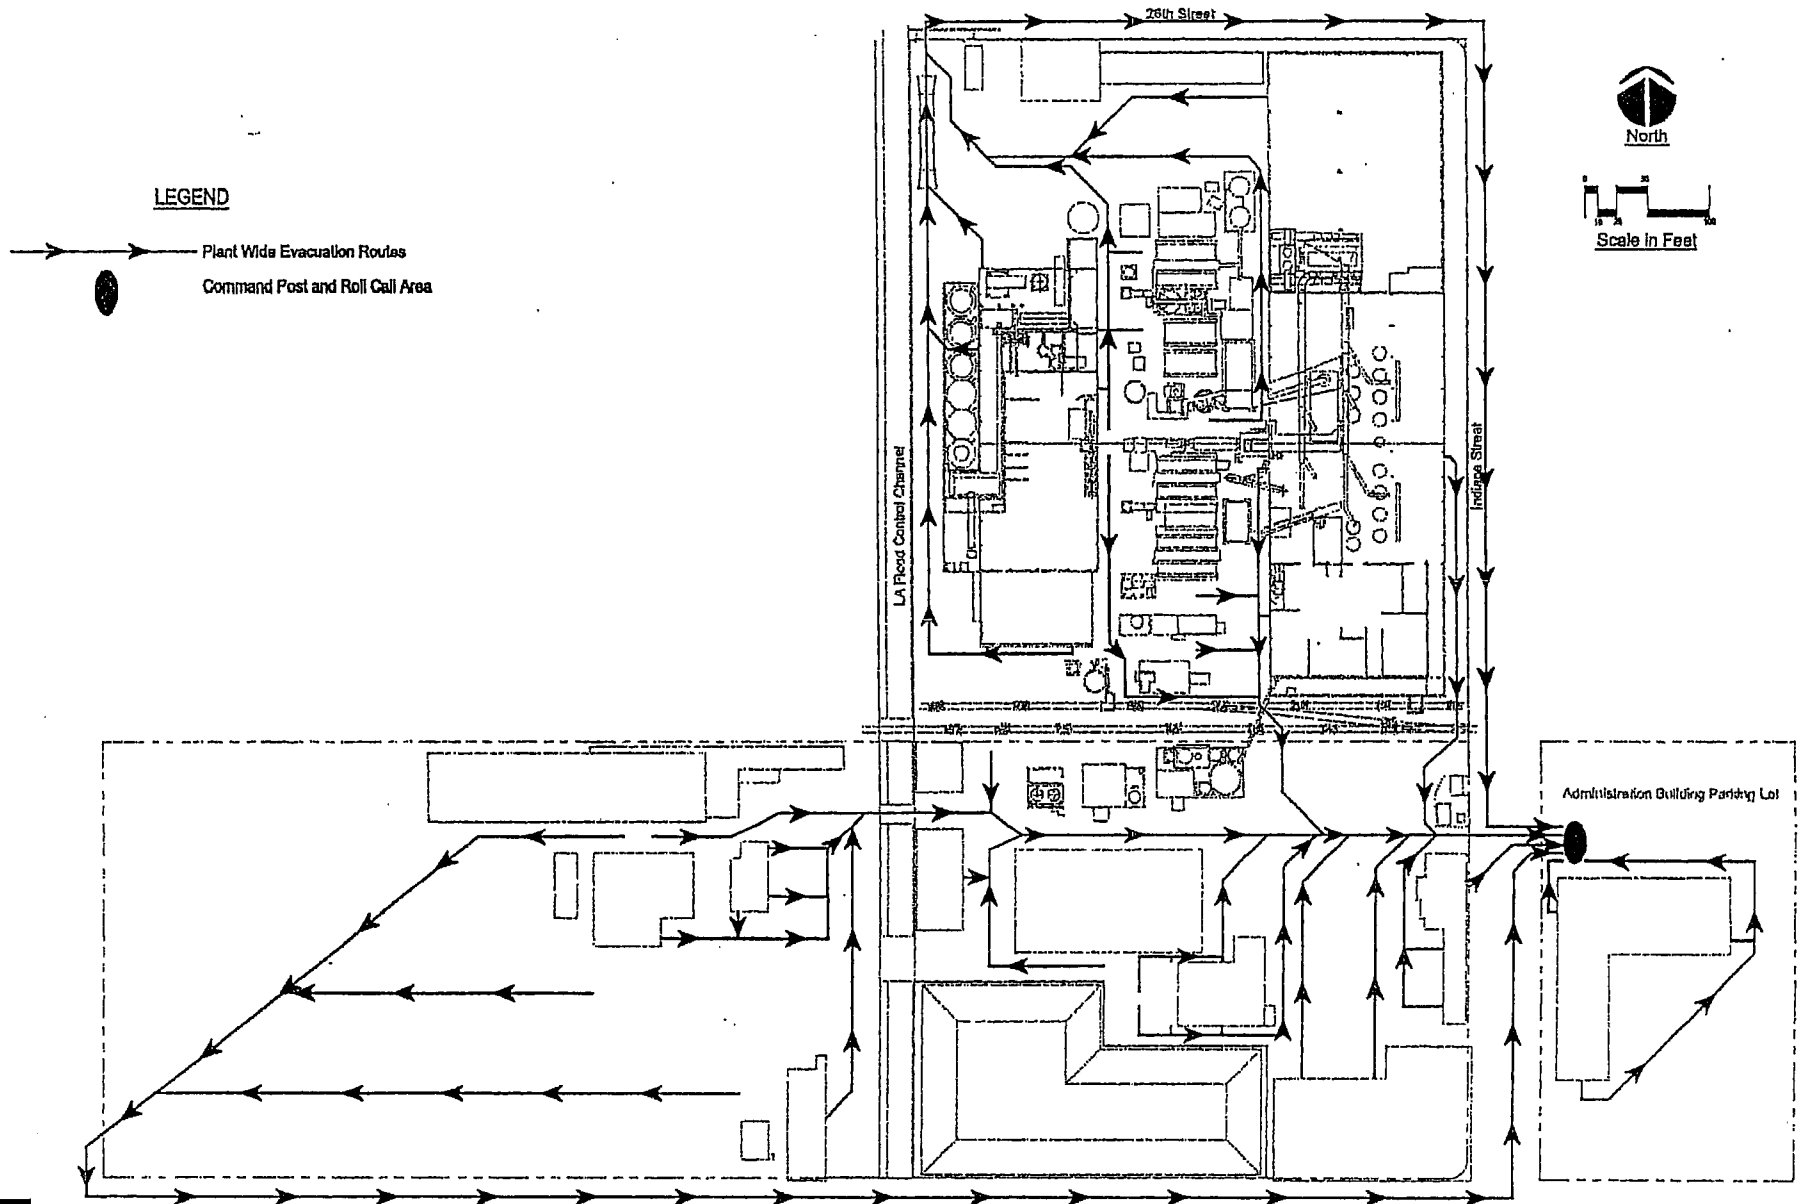 26th Street
North
LEGEND
Plant Wide Evacuation Routes
Command Post and Roll Call Area
Scale in Feet
LA Flood Control Channel
Indiana Street
Administration Building Parking Lot